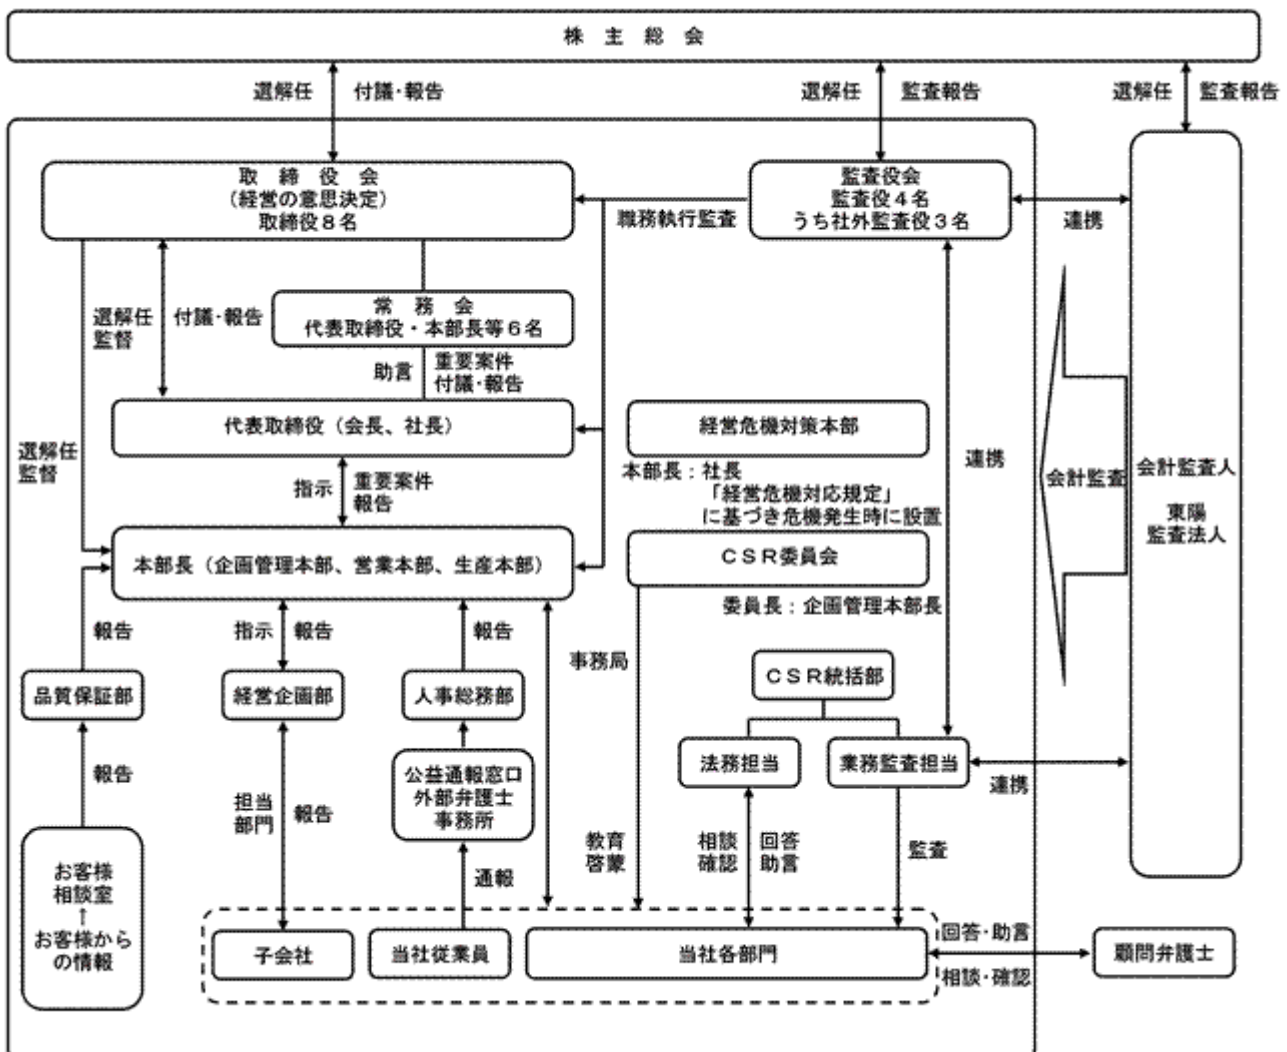 株主総会
選解任
付議・報告
選解任
監査報告
選解任
監査報告
取締役会
(経営の意思決定)
取締役8名
監査役会
監査役4名
うち社外監査役3名
職務執行監査
連携
常務会
代表取締役・本部長等6名
選解任
監督
付議・報告
助言
重要案件
付議・報告
代表取締役(会長、社長)
経営危機対策本部
本部長:社長
「経営危機対応規定」
に基づき危機発生時に設置
選解任
監督
指示
重要案件
報告
連携
会計監査
会計監査人
東陽
監査法人
本部長(企画管理本部、営業本部、生産本部)
CSR委員会
委員長:企画管理本部長
報告
指示
報告
報告
事務局
CSR統括部
品質保証部
経営企画部
人事総務部
法務担当
業務監査担当
連携
報告
担当
部門
報告
公益通報窓口
外部弁護士
事務所
教育
啓蒙
相談
確認
回答
助言
監査
通報
お客様
相談室
↑
お客様から
の情報
子会社
当社従業員
当社各部門
回答・助言
相談・確認
顧問弁護士